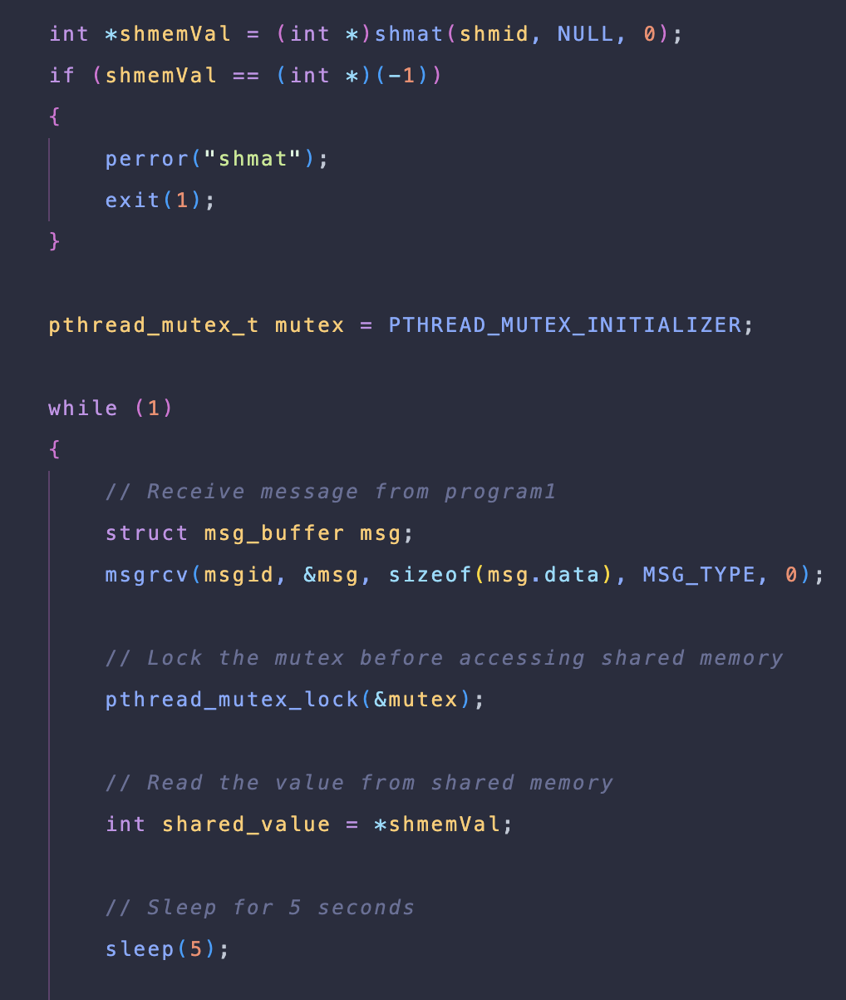 int *shmemVal = (int *)shmat(shmid, NULL, 0);
if (shmemVal == (int *)(-1))
{
perror("shmat");
exit(1);
}
pthread_mutex_t mutex = PTHREAD_MUTEX_INITIALIZER;
while (1)
{
// Receive message from program1
struct msg_buffer msg;
msgrcv(msgid, &msg, sizeof(msg.data), MSG_TYPE, 0);
// Lock the mutex before accessing shared memory
pthread_mutex_lock(&mutex);
// Read the value from shared memory
int shared_value = *shmemVal;
// Sleep for 5 seconds
sleep(5);